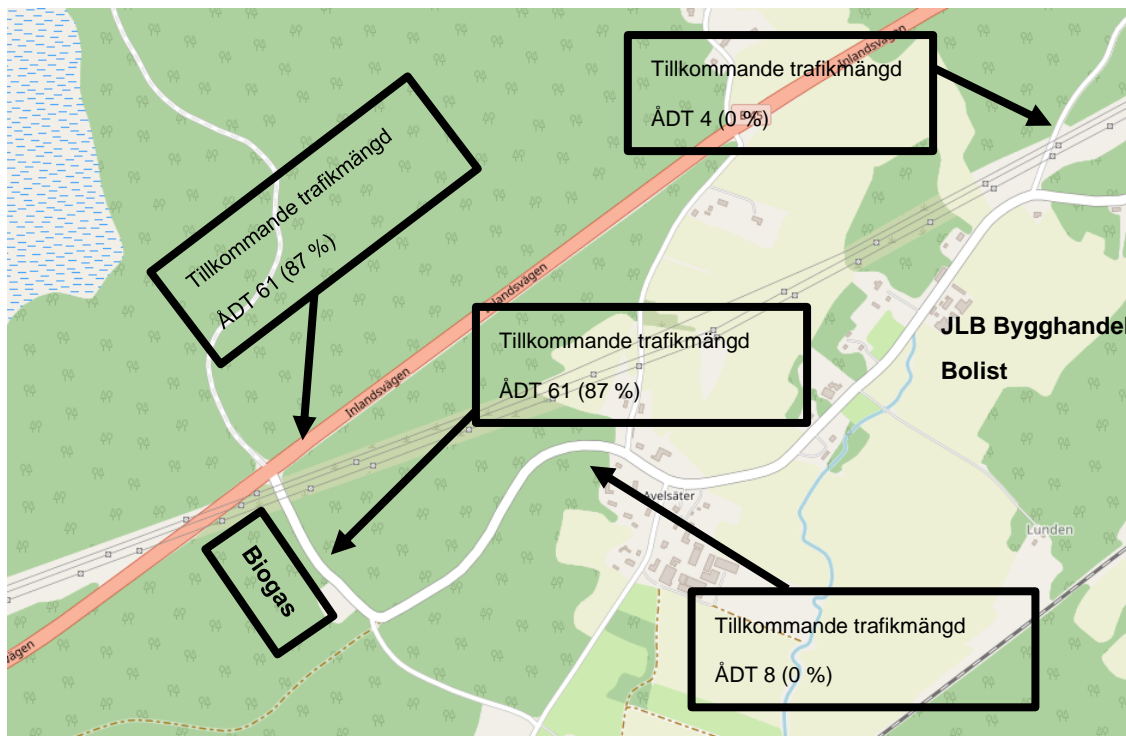 Tillkommande trafikmängd
ÅDT 4 (0 %)
Inlandsvägen
Tillkommande trafikmängd
ÅDT 61 (87 %)
Inlandsvägen
Tillkommande trafikmängd
ÅDT 61 (87 %)
JLB Bygghandel
Bolist
Inlandsvägen
Avelsäter
Lunden
Biogas
Tillkommande trafikmängd
ÅDT 8 (0 %)